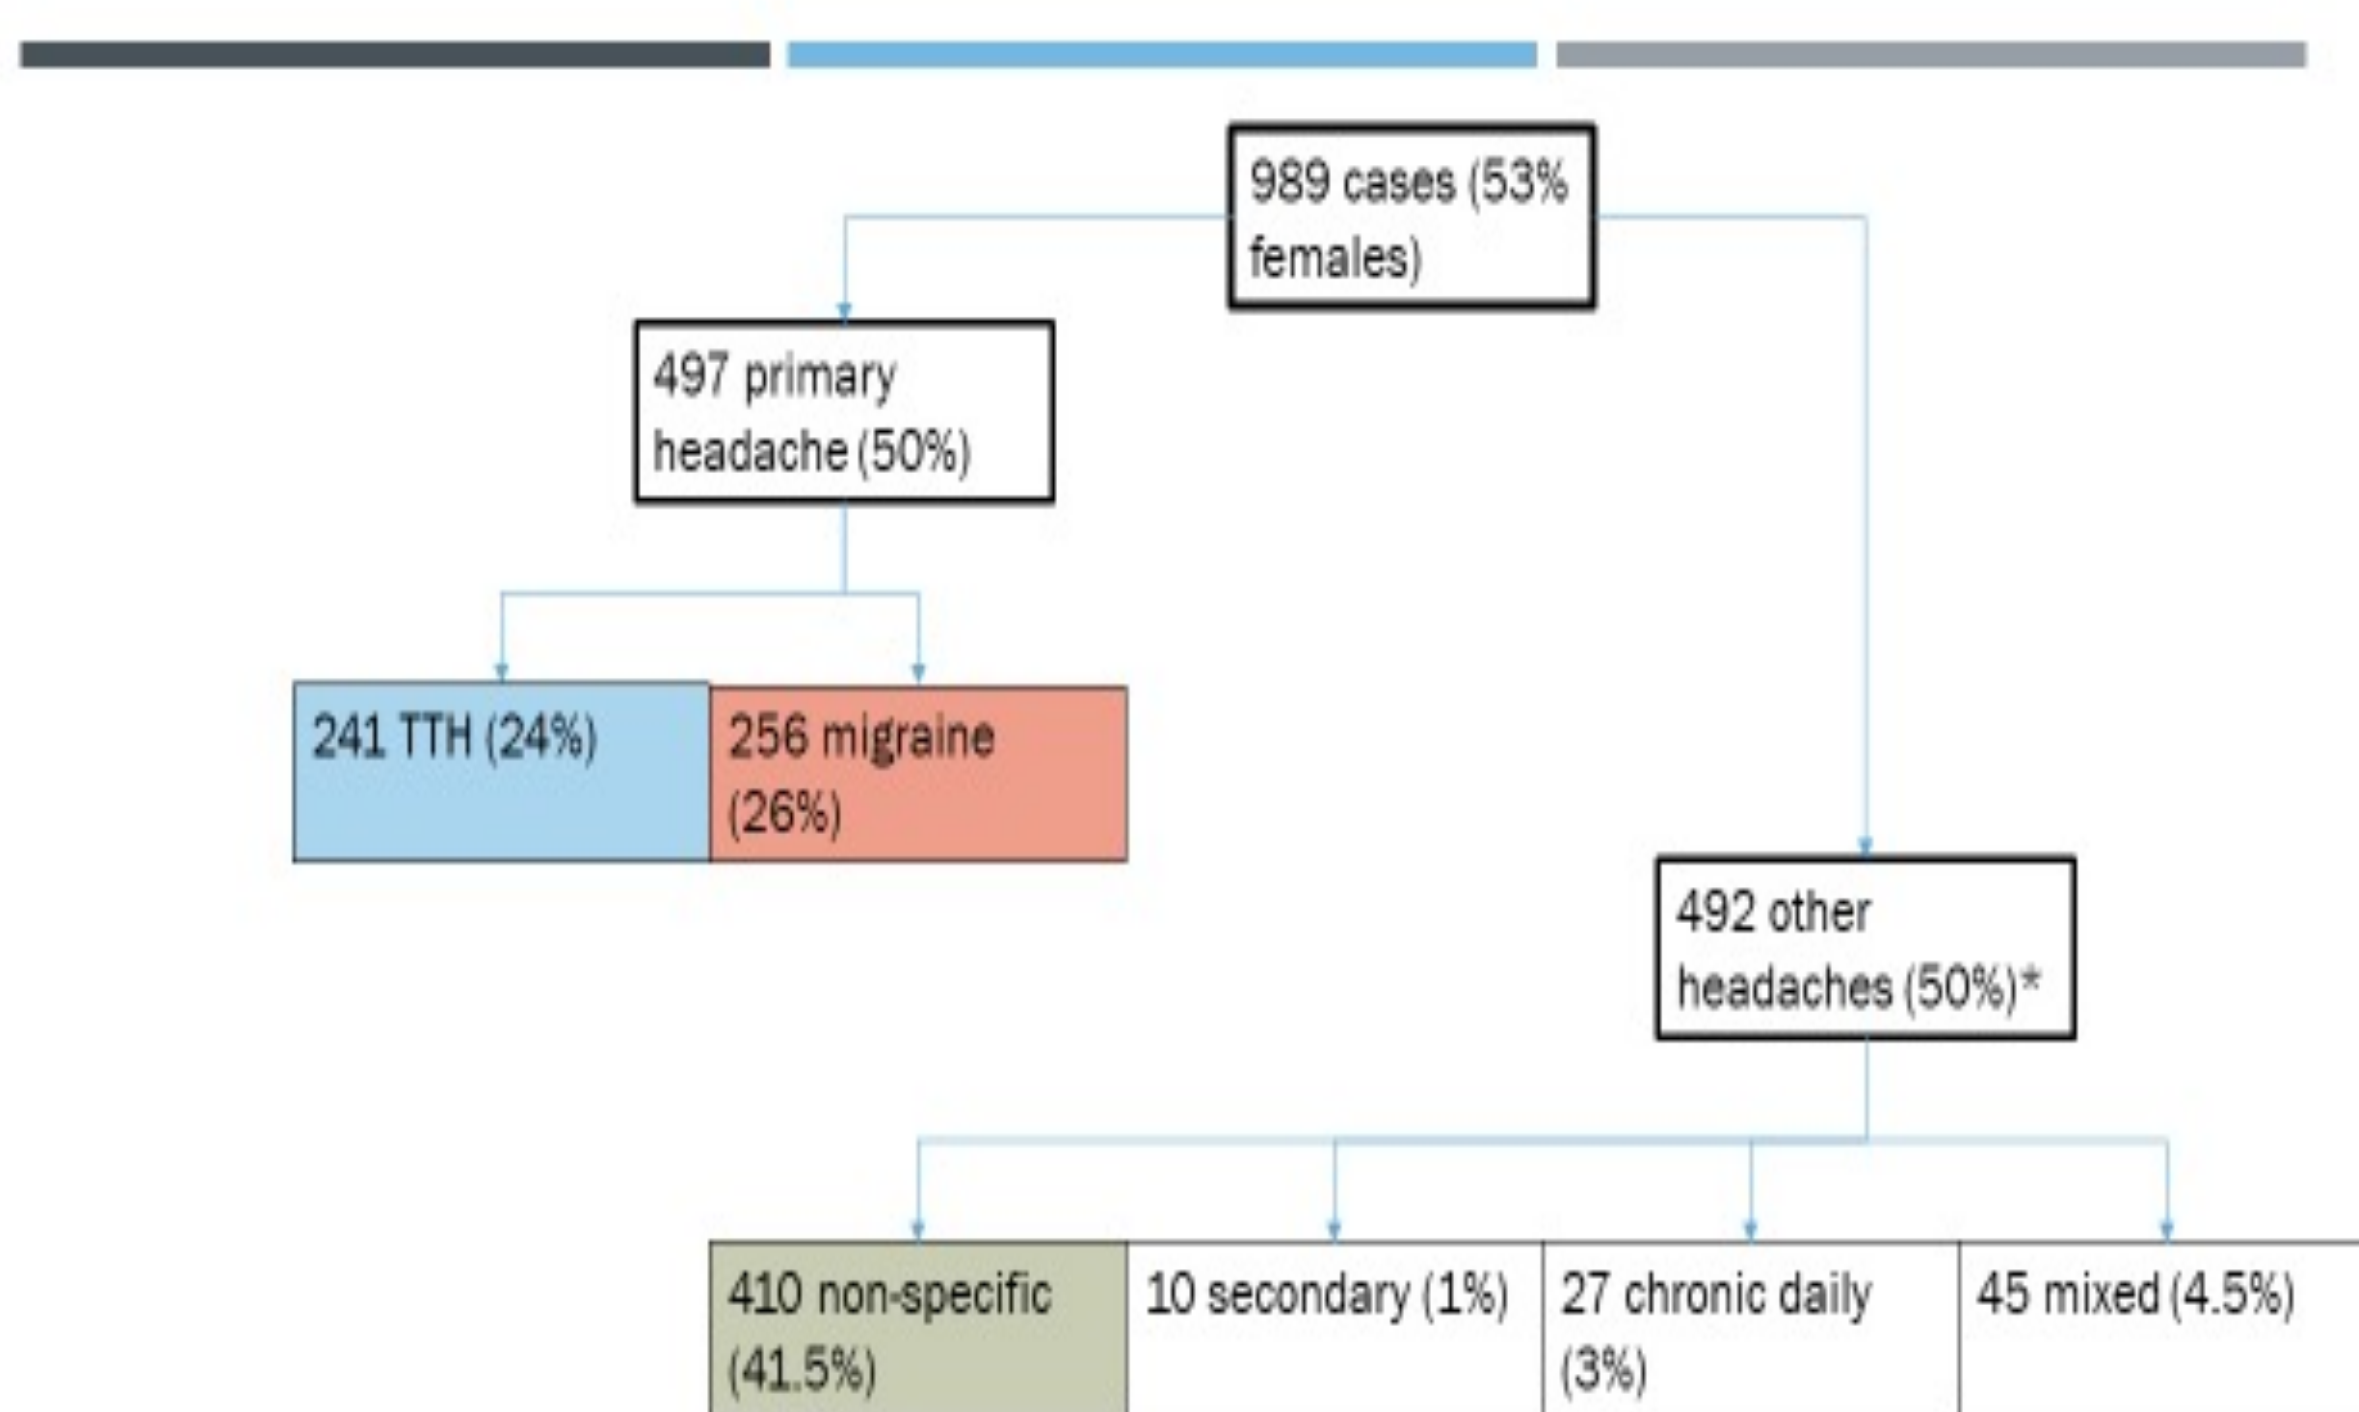 989 cases (53%
females)
497 primary
headache (50%)
241 TTH (24%)
256 migraine
(26%)
492 other
headaches (50%)*
410 non-specific
(41.5%)
10 secondary (1%)
27 chronic daily
(3%)
45 mixed (4.5%)